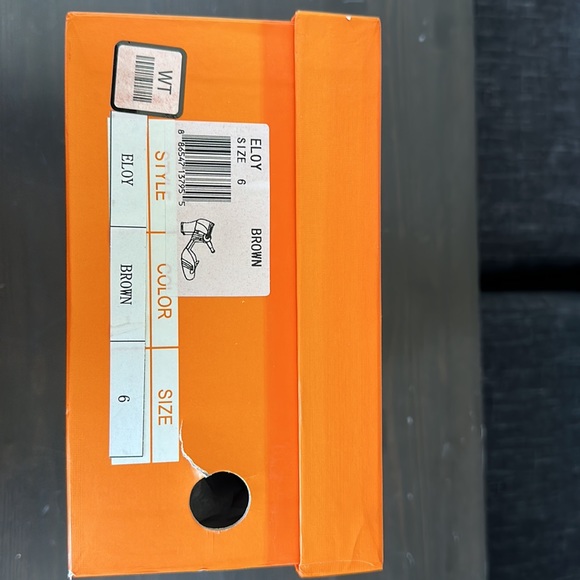 WT
ELOY
SIZE 6
BROWN
8 86547 13795 5
STYLE
COLOR
SIZE
ELOY
BROWN
6